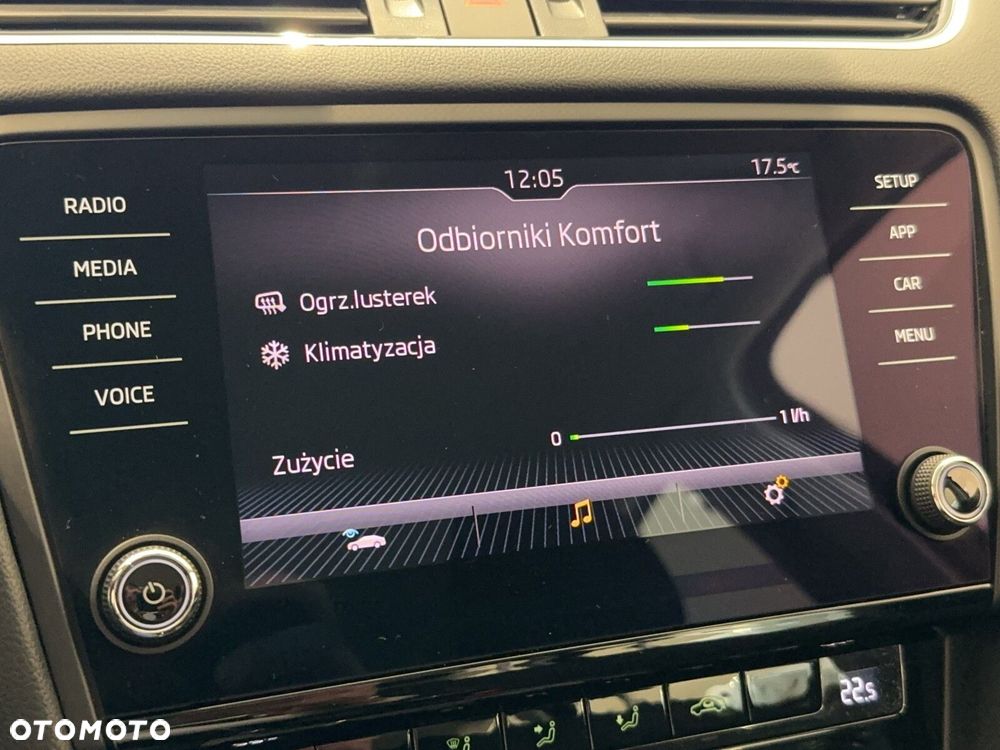 12:05
17.5°C
RADIO
MEDIA
PHONE
VOICE
SETUP
APP
CAR
MENU
Odbiorniki Komfort
Ogrz.lusterek
Klimatyzacja
Zużycie
0
1 l/h
22.5
OTOMOTO